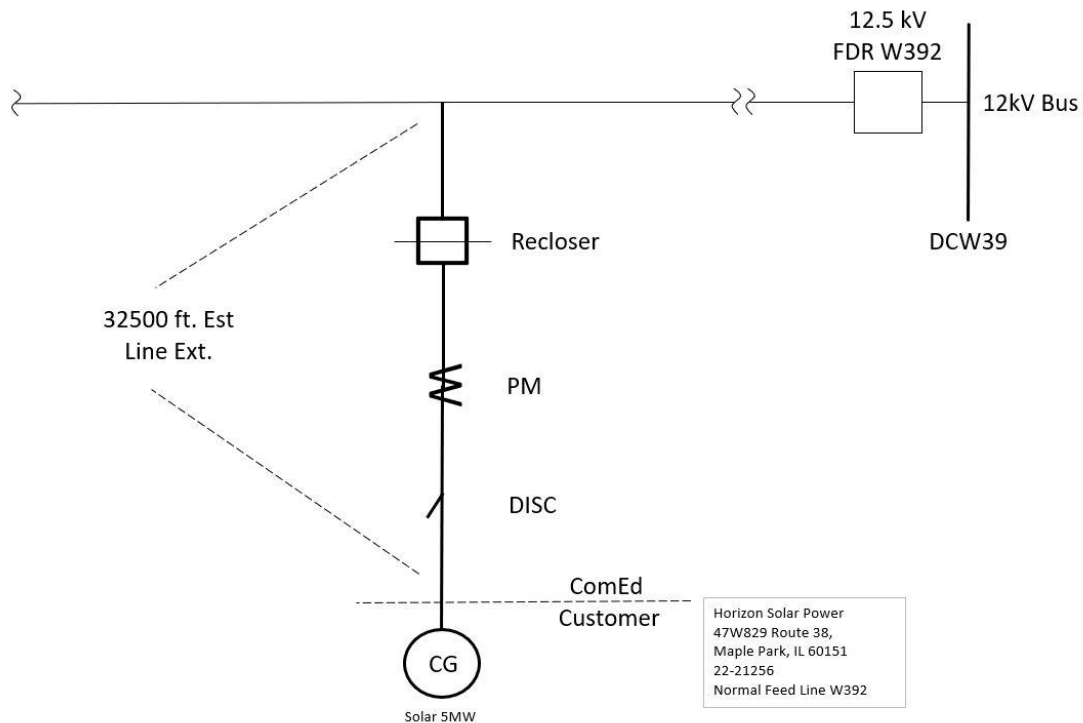 12.5 kV
FDR W392
12kV Bus
DCW39
Recloser
32500 ft. Est
Line Ext.
PM
DISC
ComEd
Customer
Horizon Solar Power
47W829 Route 38,
Maple Park, IL 60151
22-21256
Normal Feed Line W392
CG
Solar 5MW